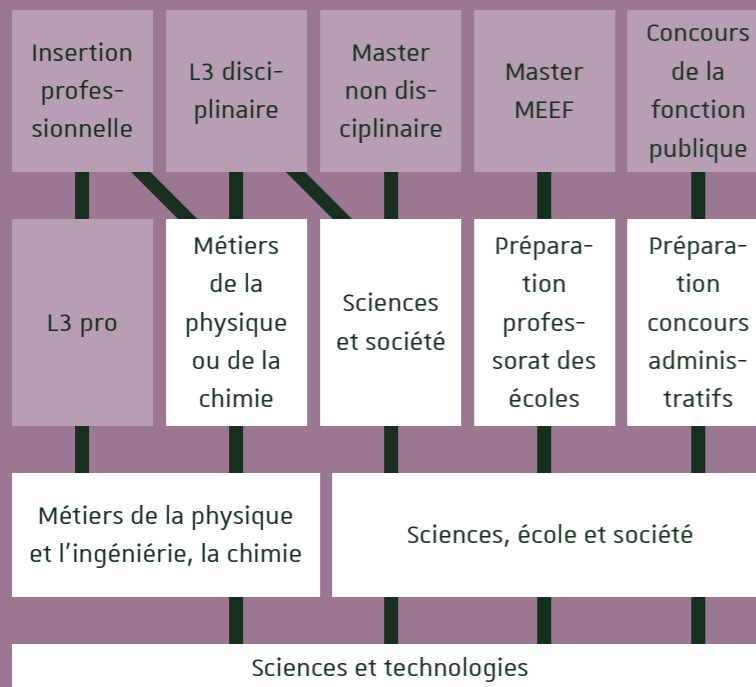 Insertion
profes-
sionnelle
L3 disci-
plinaire
Master
non dis-
ciplinaire
Master
MEEF
Concours
de la
fonction
publique
L3 pro
Métiers
de la
physique
ou de la
chimie
Sciences
et société
Prépara-
tion
profes-
sorat des
écoles
Prépara-
tion
concours
adminis-
tratifs
Métiers de la physique
et l'ingéniérie, la chimie
Sciences, école et société
Sciences et technologies